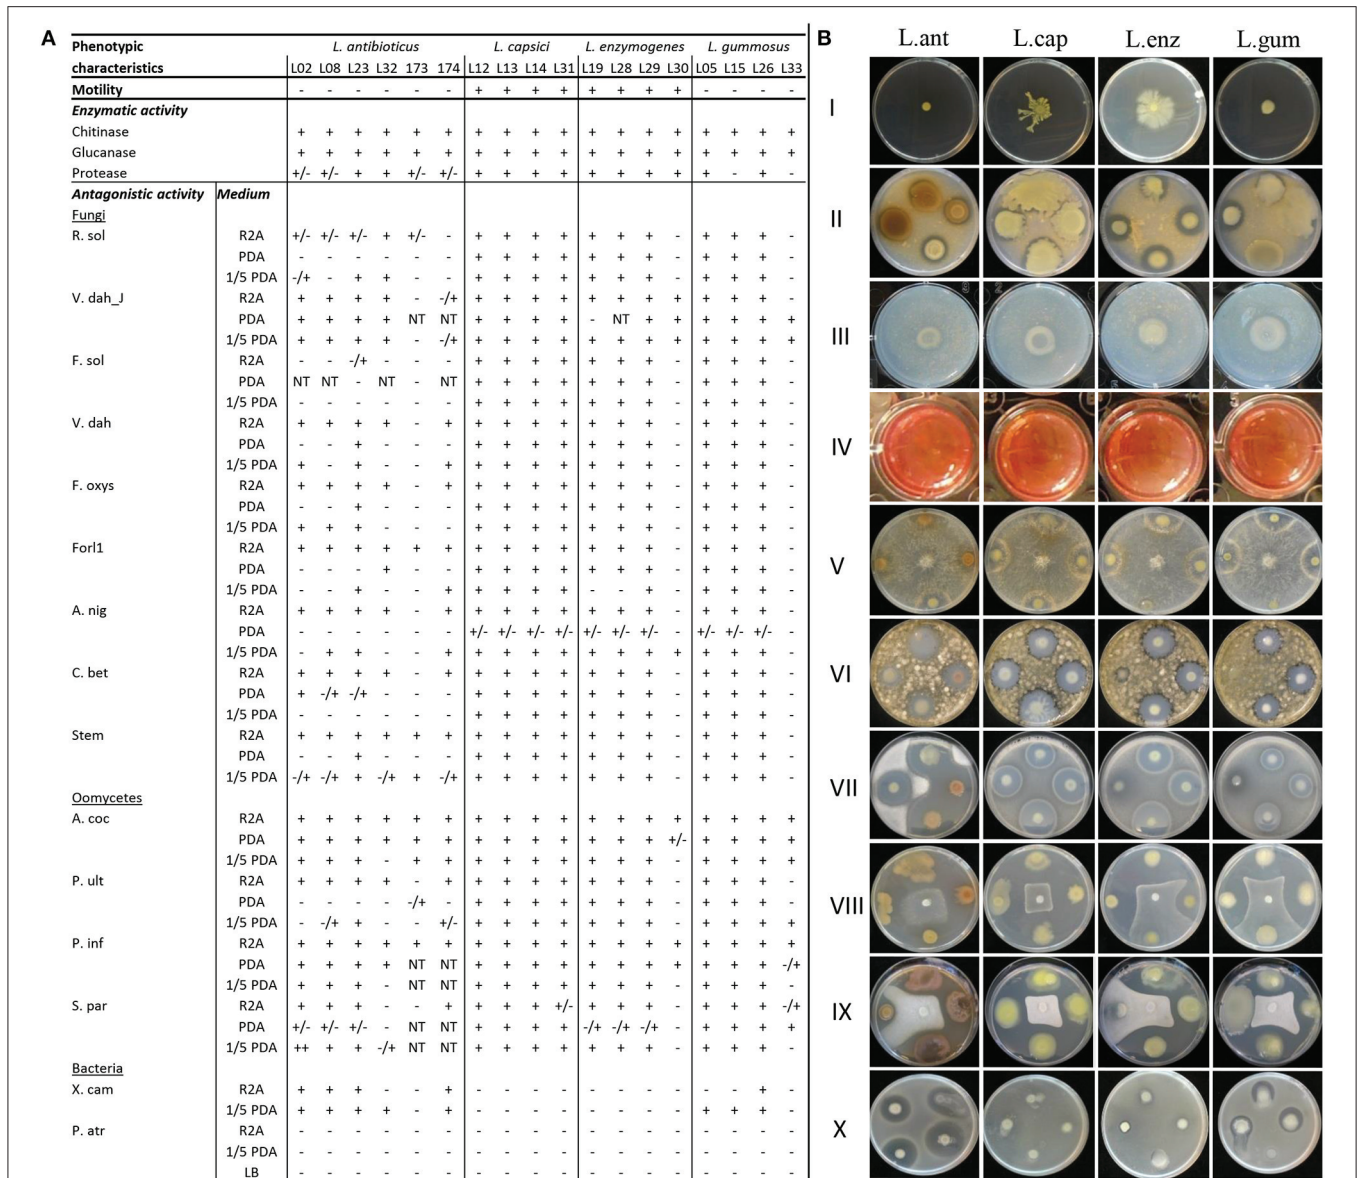 A
Phenotypic L. antibioticus L. capsici L. enzymogenes L. gummosus
characteristics L02 L08 L23 L32 173 174 L12 L13 L14 L31 L19 L28 L29 L30 L05 L15 L26 L33
Motility - - - - - - + + + + + + + + - - - -
Enzymatic activity
Chitinase + + + + + + + + + + + + + + + + + +
Glucanase + + + + + + + + + + + + + + + + + +
Protease +/- +/- + + +/- +/- + + + + + + + + + - + -
Antagonistic activity Medium
Fungi
R. sol R2A +/- +/- +/- + +/- - + + + + + + + - + + + -
PDA - - - - - - + + + + + + + - + + + -
1/5 PDA -/+ - + + - - + + + + + + + - + + + -
V. dah_J R2A + + + + - -/+ + + + + + + + + + + + -
PDA + + + + NT NT + + + + - NT + + + + + +
1/5 PDA + + + + - -/+ + + + + + + + + + + + +
F. sol R2A - - -/+ - - - + + + + + + + - + + + -
PDA NT NT - NT - NT + + + + + + + - + + + -
1/5 PDA - - - - - - + + + + + + + - + + + -
V. dah R2A + + + + - + + + + + + + + - + + + -
PDA - - + - - - + + + + + + + - + + + -
1/5 PDA + - + - - + + + + + + + + - + + + -
F. oxys R2A + + + + - + + + + + + + + - + + + -
PDA - - + - - - + + + + + + + - + + + -
1/5 PDA + + + - - - + + + + + + + - + + + -
Forl1 R2A + + + + + + + + + + + + + - + + + -
PDA - - - + - - + + + + + + + - + + + -
1/5 PDA - - + - - + + + + + - - + - + + + -
A. nig R2A + + + + - + + + + + + + + - + + + -
PDA - - - - - - +/- +/- +/- +/- +/- +/- +/- - +/- +/- +/- -
1/5 PDA - + + - - + + + + + + + + + + + + -
C. bet R2A + + + + - + + + + + + + + - + + + -
PDA + -/+ -/+ - - - + + + + + + + - + + + -
1/5 PDA - - - - - - + + + + + + + - + + + -
Stem R2A + + + + + + + + + + + + + - + + + -
PDA - - + - - - + + + + + + + - + + + -
1/5 PDA -/+ -/+ + -/+ + -/+ + + + + + + + - + + + -
Oomycetes
A. coc R2A + + + + + + + + + + + + + + + + + +
PDA + + + + + + + + + + + + + +/- + + + +
1/5 PDA + + + - + + + + + + + + + - + + + +
P. ult R2A + + + + - + + + + + + + + - + + + -
PDA - - - - -/+ - + + + + + + + - + + + -
1/5 PDA - -/+ + - - +/- + + + + + + + - + + + +
P. inf R2A + + + + + + + + + + + + + + + + + +
PDA + + + + NT NT + + + + + + + + + + + -/+
1/5 PDA + + + - NT NT + + + + + + + - + + + -
S. par R2A + + + - - + + + + +/- + + + - + + + -/+
PDA +/- +/- +/- - NT NT + + + + -/+ -/+ -/+ - + + + +
1/5 PDA ++ + + -/+ NT NT + + + + + + + - + + + -
Bacteria
X. cam R2A + + + - - + - - - - - - - - - - + -
1/5 PDA + + + + - + - - - - - - - - + + + -
P. atr R2A - - - - - - - - - - - - - - - - - -
1/5 PDA - - - - - - - - - - - - - - - - - -
LB - - - - - - - - - - - - - - - - - -
B L.ant L.cap L.enz L.gum
I
II
III
IV
V
VI
VII
VIII
IX
X